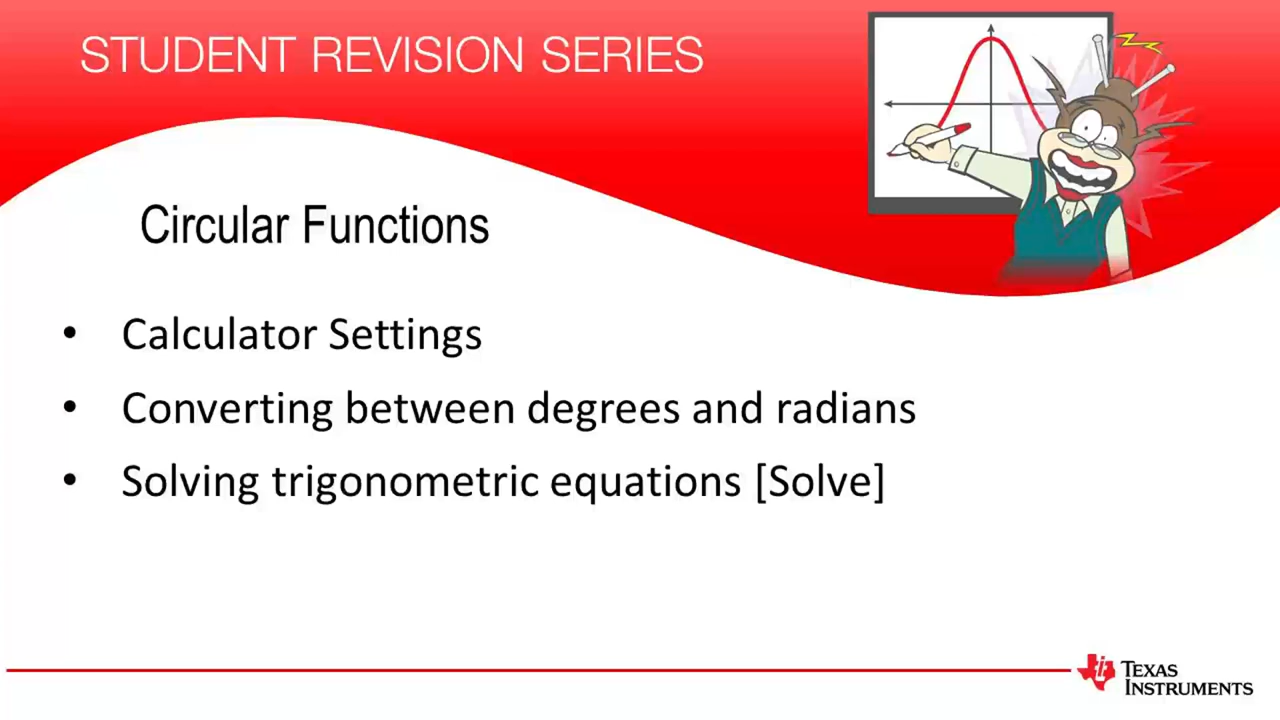 STUDENT REVISION SERIES
Circular Functions
• Calculator Settings
• Converting between degrees and radians
• Solving trigonometric equations [Solve]
TEXAS
INSTRUMENTS